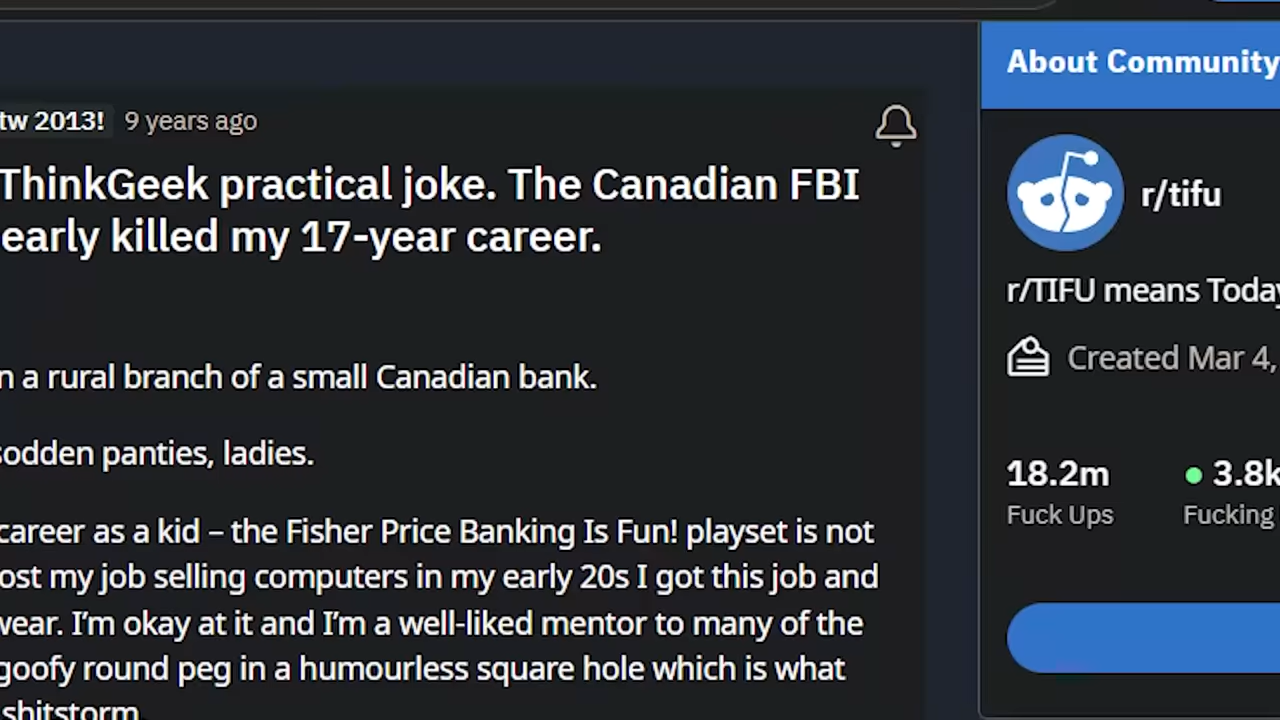 tw 2013! 9 years ago
ThinkGeek practical joke. The Canadian FBI
early killed my 17-year career.
n a rural branch of a small Canadian bank.
sodden panties, ladies.
career as a kid – the Fisher Price Banking Is Fun! playset is not
ost my job selling computers in my early 20s I got this job and
wear. I'm okay at it and I'm a well-liked mentor to many of the
goofy round peg in a humourless square hole which is what
shitstorm.
About Community
r/tifu
r/TIFU means Today
Created Mar 4,
18.2m 3.8k
Fuck Ups Fucking